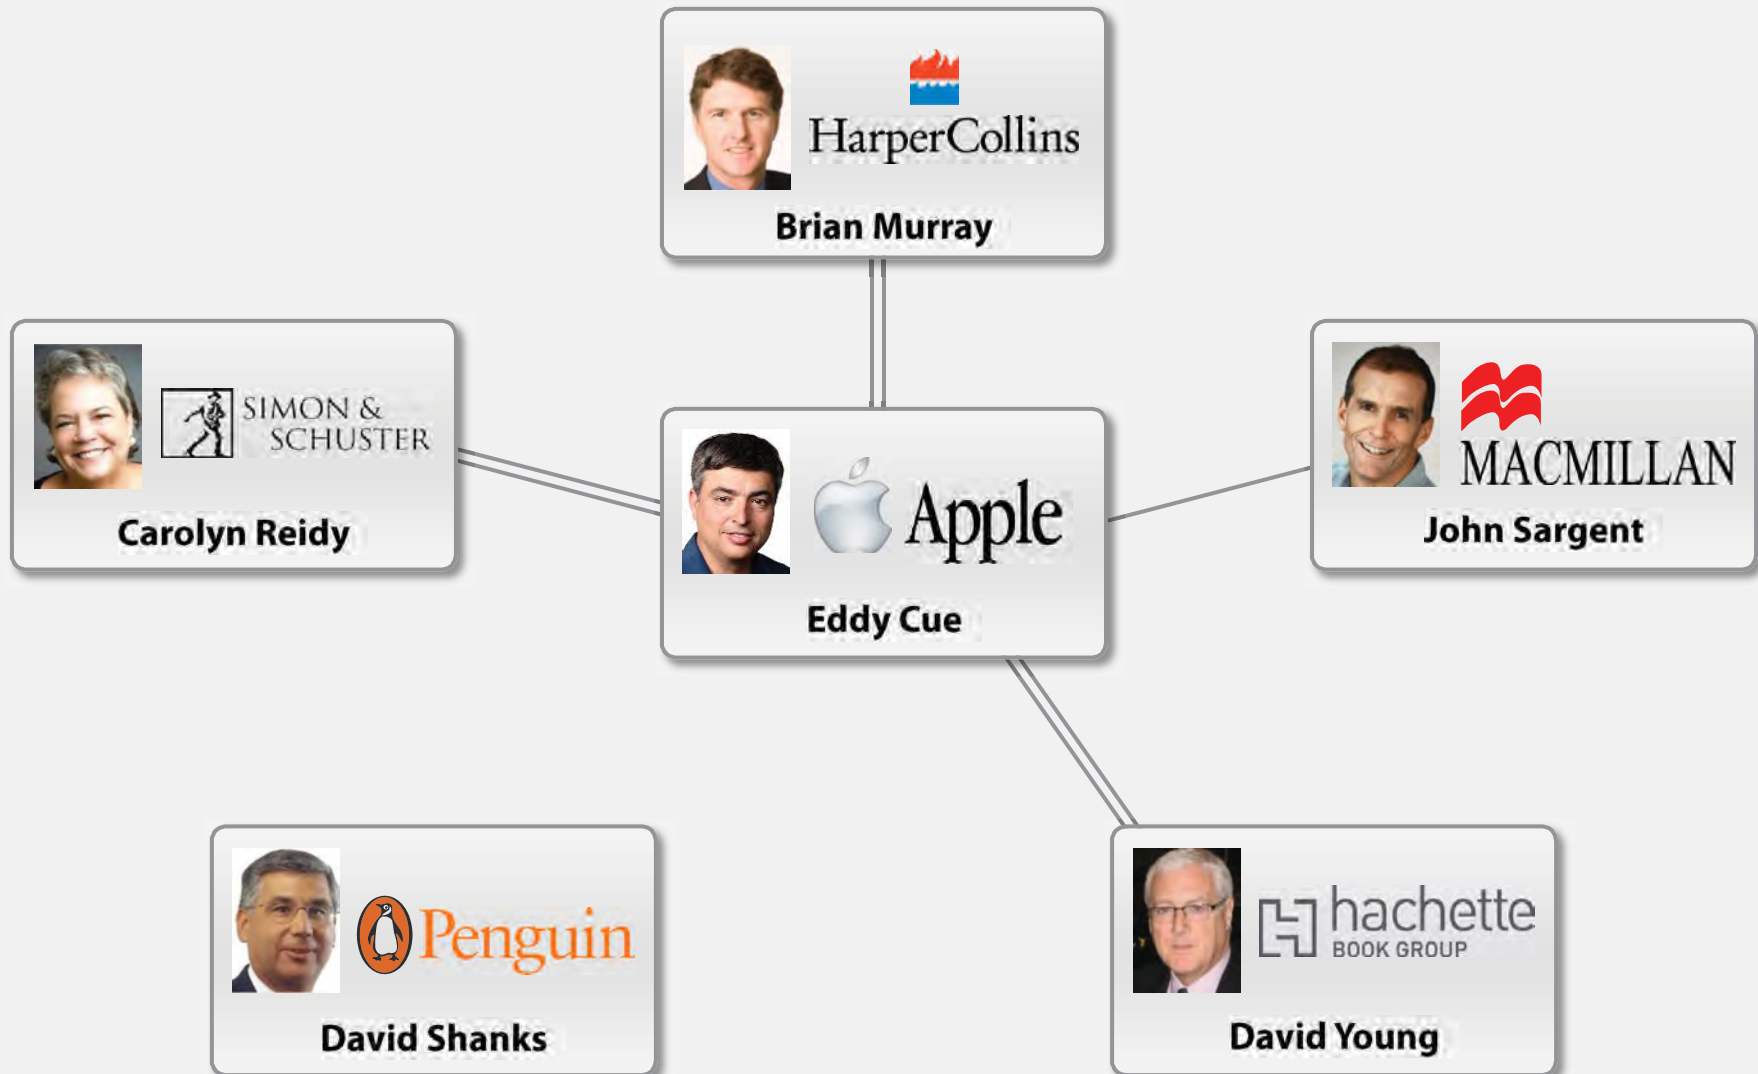 HarperCollins
Brian Murray
SIMON &
SCHUSTER
Carolyn Reidy
Apple
Eddy Cue
MACMILLAN
John Sargent
Penguin
David Shanks
hachette
BOOK GROUP
David Young